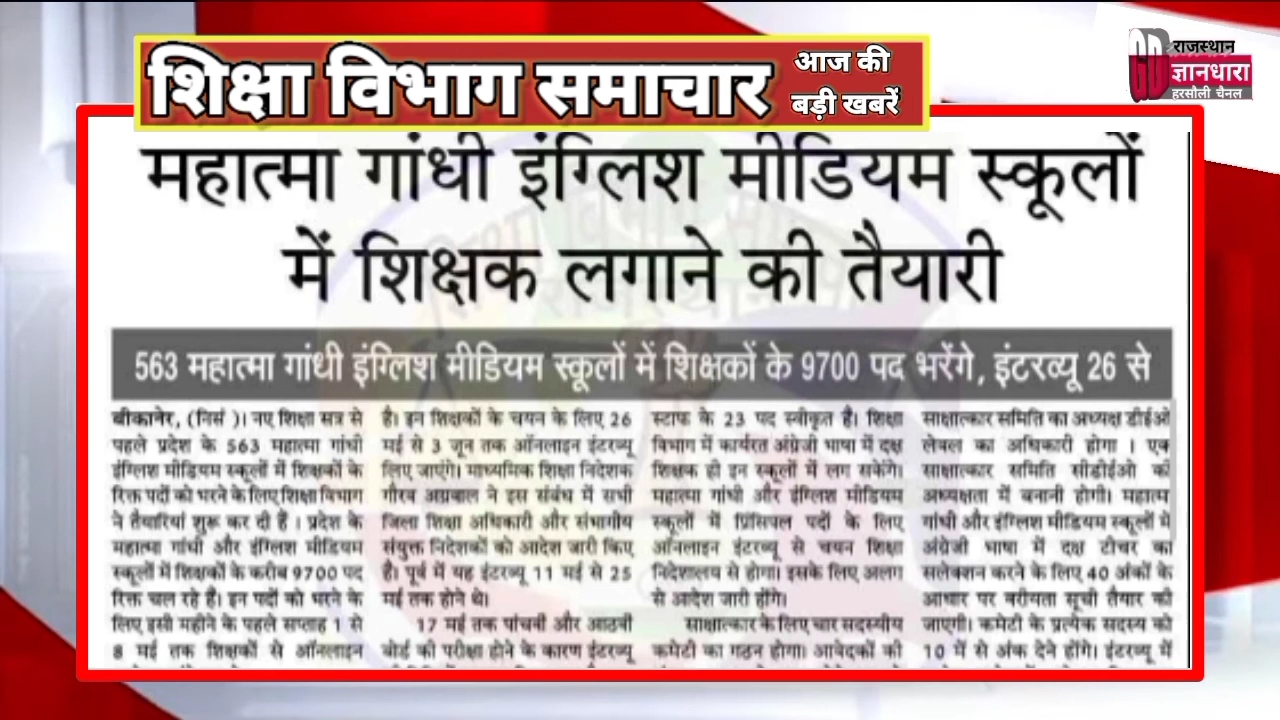 शिक्षा विभाग समाचार
आज की
बड़ी खबरें
राजस्थान
ज्ञानधारा
हरसौली चैनल
महात्मा गांधी इंग्लिश मीडियम स्कूलों
में शिक्षक लगाने की तैयारी
563 महात्मा गांधी इंग्लिश मीडियम स्कूलों में शिक्षकों के 9700 पद भरेंगे, इंटरव्यू 26 से
बीकानेर, (निसं )। नए शिक्षा सत्र से
पहले प्रदेश के 563 महात्मा गांधी
इंग्लिश मीडियम स्कूलों में शिक्षकों के
रिक्त पदों को भरने के लिए शिक्षा विभाग
ने तैयारियां शुरू कर दी हैं । प्रदेश के
महात्मा गांधी और इंग्लिश मीडियम
स्कूलों में शिक्षकों के करीब 9700 पद
रिक्त चल रहे हैं। इन पदों को भरने के
लिए इसी महीने के पहले सप्ताह 1 से
8 मई तक शिक्षकों से ऑनलाइन
है। इन शिक्षकों के चयन के लिए 26
मई से 3 जून तक ऑनलाइन इंटरव्यू
लिए जाएंगे। माध्यमिक शिक्षा निदेशक
गौरव अग्रवाल ने इस संबंध में सभी
जिला शिक्षा अधिकारी और संभागीय
संयुक्त निदेशकों को आदेश जारी किए
है। पूर्व में यह इंटरव्यू 11 मई से 25
मई तक होने थे।
17 मई तक पांचवी और आठवीं
बोर्ड की परीक्षा होने के कारण इंटरव्यू
स्टाफ के 23 पद स्वीकृत है। शिक्षा
विभाग में कार्यरत अंग्रेजी भाषा में दक्ष
शिक्षक ही इन स्कूलों में लग सकेंगे।
महात्मा गांधी और इंग्लिश मीडियम
स्कूलों में प्रिंसिपल पदों के लिए
ऑनलाइन इंटरव्यू से चयन शिक्षा
निदेशालय से होगा। इसके लिए अलग
से आदेश जारी होंगे।
साक्षात्कार के लिए चार सदस्यीय
कमेटी का गठन होगा। आवेदकों की
साक्षात्कार समिति का अध्यक्ष डीईओ
लेवल का अधिकारी होगा । एक
साक्षात्कार समिति सीडीईओ की
अध्यक्षता में बनानी होगी। महात्म
गांधी और इंग्लिश मीडियम स्कूलों में
अंग्रेजी भाषा में दक्ष टीचर का
सलेक्शन करने के लिए 40 अंकों के
आधार पर वरीयता सूची तैयार की
जाएगी। कमेटी के प्रत्येक सदस्य को
10 में से अंक देने होंगे। इंटरव्यू में